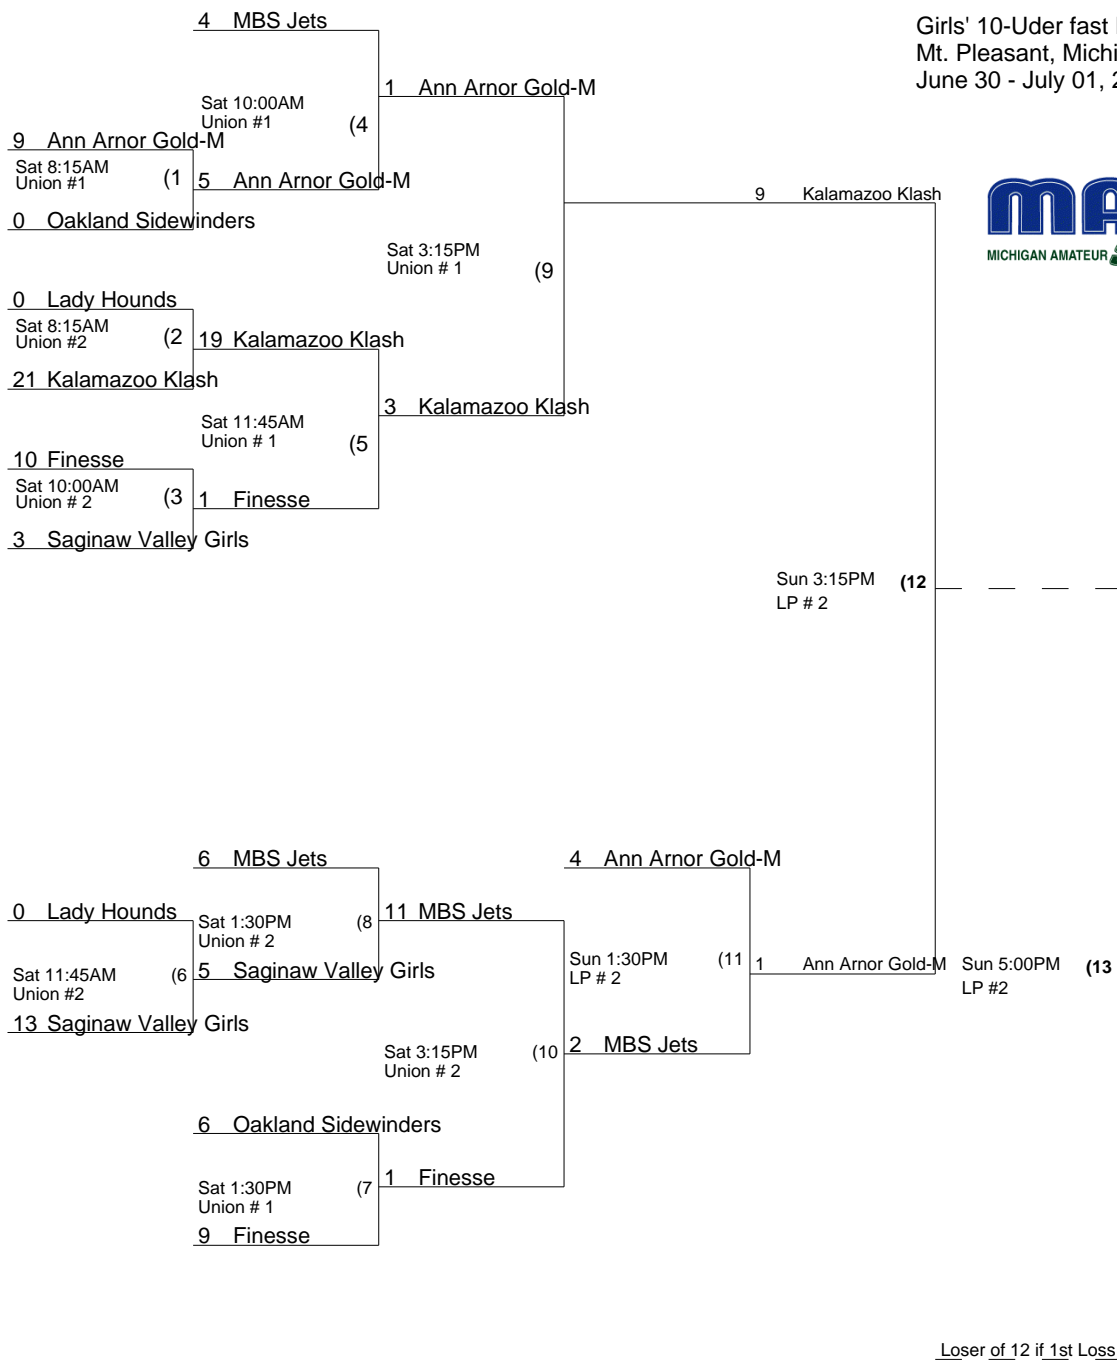 4 MBS Jets
Girls' 10-Uder fast
Mt. Pleasant, Michi
June 30 - July 01, 2
1 Ann Arnor Gold-M
Sat 10:00AM
Union #1
(4
9 Ann Arnor Gold-M
Sat 8:15AM
Union #1
(1
5 Ann Arnor Gold-M
0 Oakland Sidewinders
9 Kalamazoo Klash
MA
MICHIGAN AMATEUR
Sat 3:15PM
Union # 1
(9
0 Lady Hounds
Sat 8:15AM
Union #2
(2
19 Kalamazoo Klash
21 Kalamazoo Klash
3 Kalamazoo Klash
Sat 11:45AM
Union # 1
(5
10 Finesse
Sat 10:00AM
Union # 2
(3
1 Finesse
3 Saginaw Valley Girls
Sun 3:15PM
LP # 2
(12
6 MBS Jets
4 Ann Arnor Gold-M
0 Lady Hounds
Sat 1:30PM
Union # 2
(8
11 MBS Jets
Sat 11:45AM
Union #2
(6
5 Saginaw Valley Girls
Sun 1:30PM
LP # 2
(11
1 Ann Arnor Gold-M
Sun 5:00PM
LP #2
(13
13 Saginaw Valley Girls
Sat 3:15PM
Union # 2
(10
2 MBS Jets
6 Oakland Sidewinders
Sat 1:30PM
Union # 1
(7
1 Finesse
9 Finesse
Loser of 12 if 1st Loss